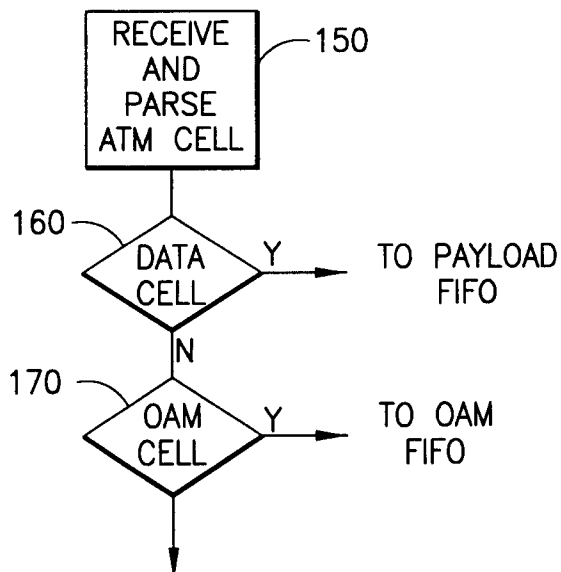 RECEIVE
AND
PARSE
ATM CELL
150
160
DATA
CELL
Y
TO PAYLOAD
FIFO
N
170
OAM
CELL
Y
TO OAM
FIFO